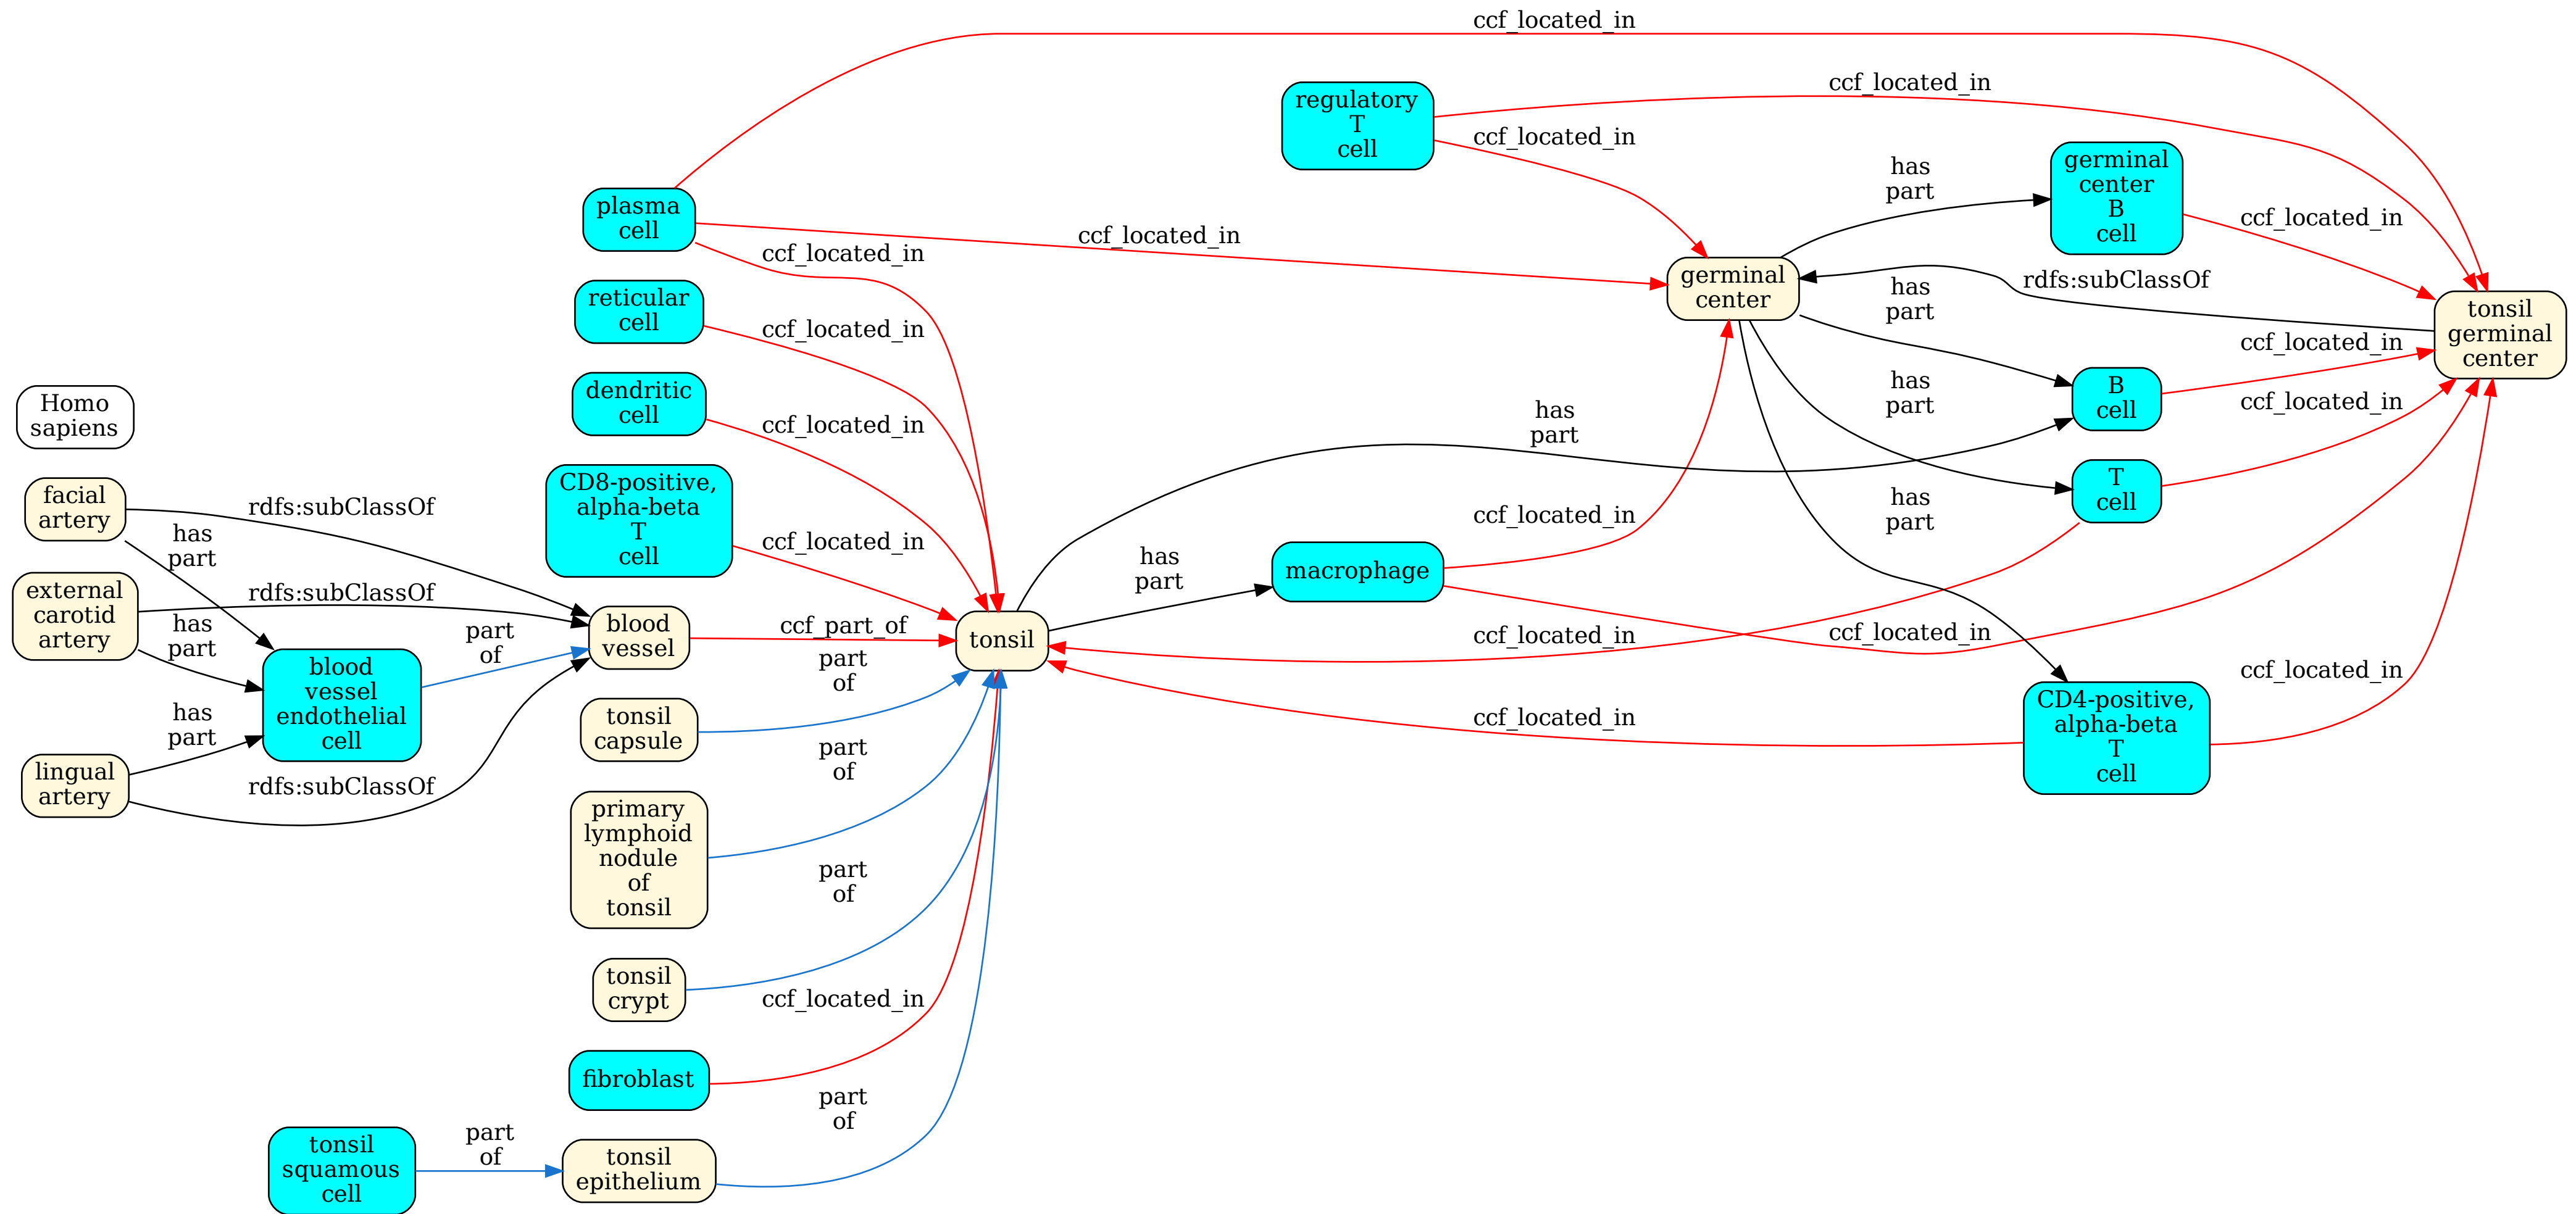 ccf_located_in
regulatory
T
cell
ccf_located_in
ccf_located_in
plasma
cell
ccf_located_in
ccf_located_in
has
part
germinal
center
B
cell
ccf_located_in
reticular
cell
ccf_located_in
germinal
center
rdfs:subClassOf
has
part
tonsil
germinal
center
ccf_located_in
dendritic
cell
ccf_located_in
has
part
has
part
B
cell
ccf_located_in
Homo
sapiens
CD8-positive,
alpha-beta
T
cell
ccf_located_in
macrophage
ccf_located_in
has
part
T
cell
facial
artery
rdfs:subClassOf
has
part
external
carotid
artery
rdfs:subClassOf
has
part
blood
vessel
endothelial
cell
part
of
blood
vessel
ccf_part_of
tonsil
has
part
ccf_located_in
ccf_located_in
ccf_located_in
CD4-positive,
alpha-beta
T
cell
ccf_located_in
lingual
artery
has
part
rdfs:subClassOf
tonsil
capsule
part
of
primary
lymphoid
nodule
of
tonsil
part
of
tonsil
crypt
part
of
fibroblast
ccf_located_in
tonsil
squamous
cell
part
of
tonsil
epithelium
part
of